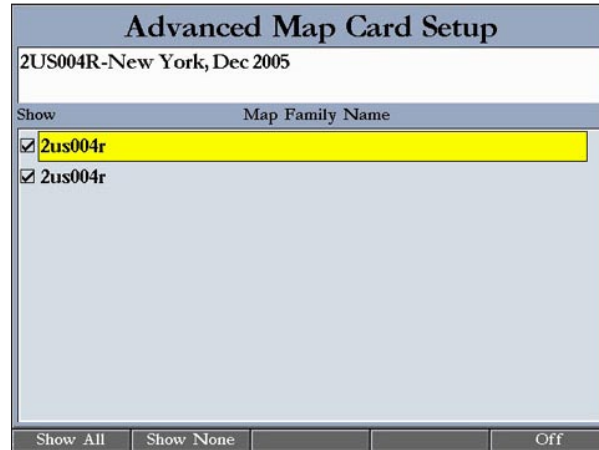 Advanced Map Card Setup
2US004R-New York, Dec 2005
Show Map Family Name
2us004r
2us004r
Show All Show None Off